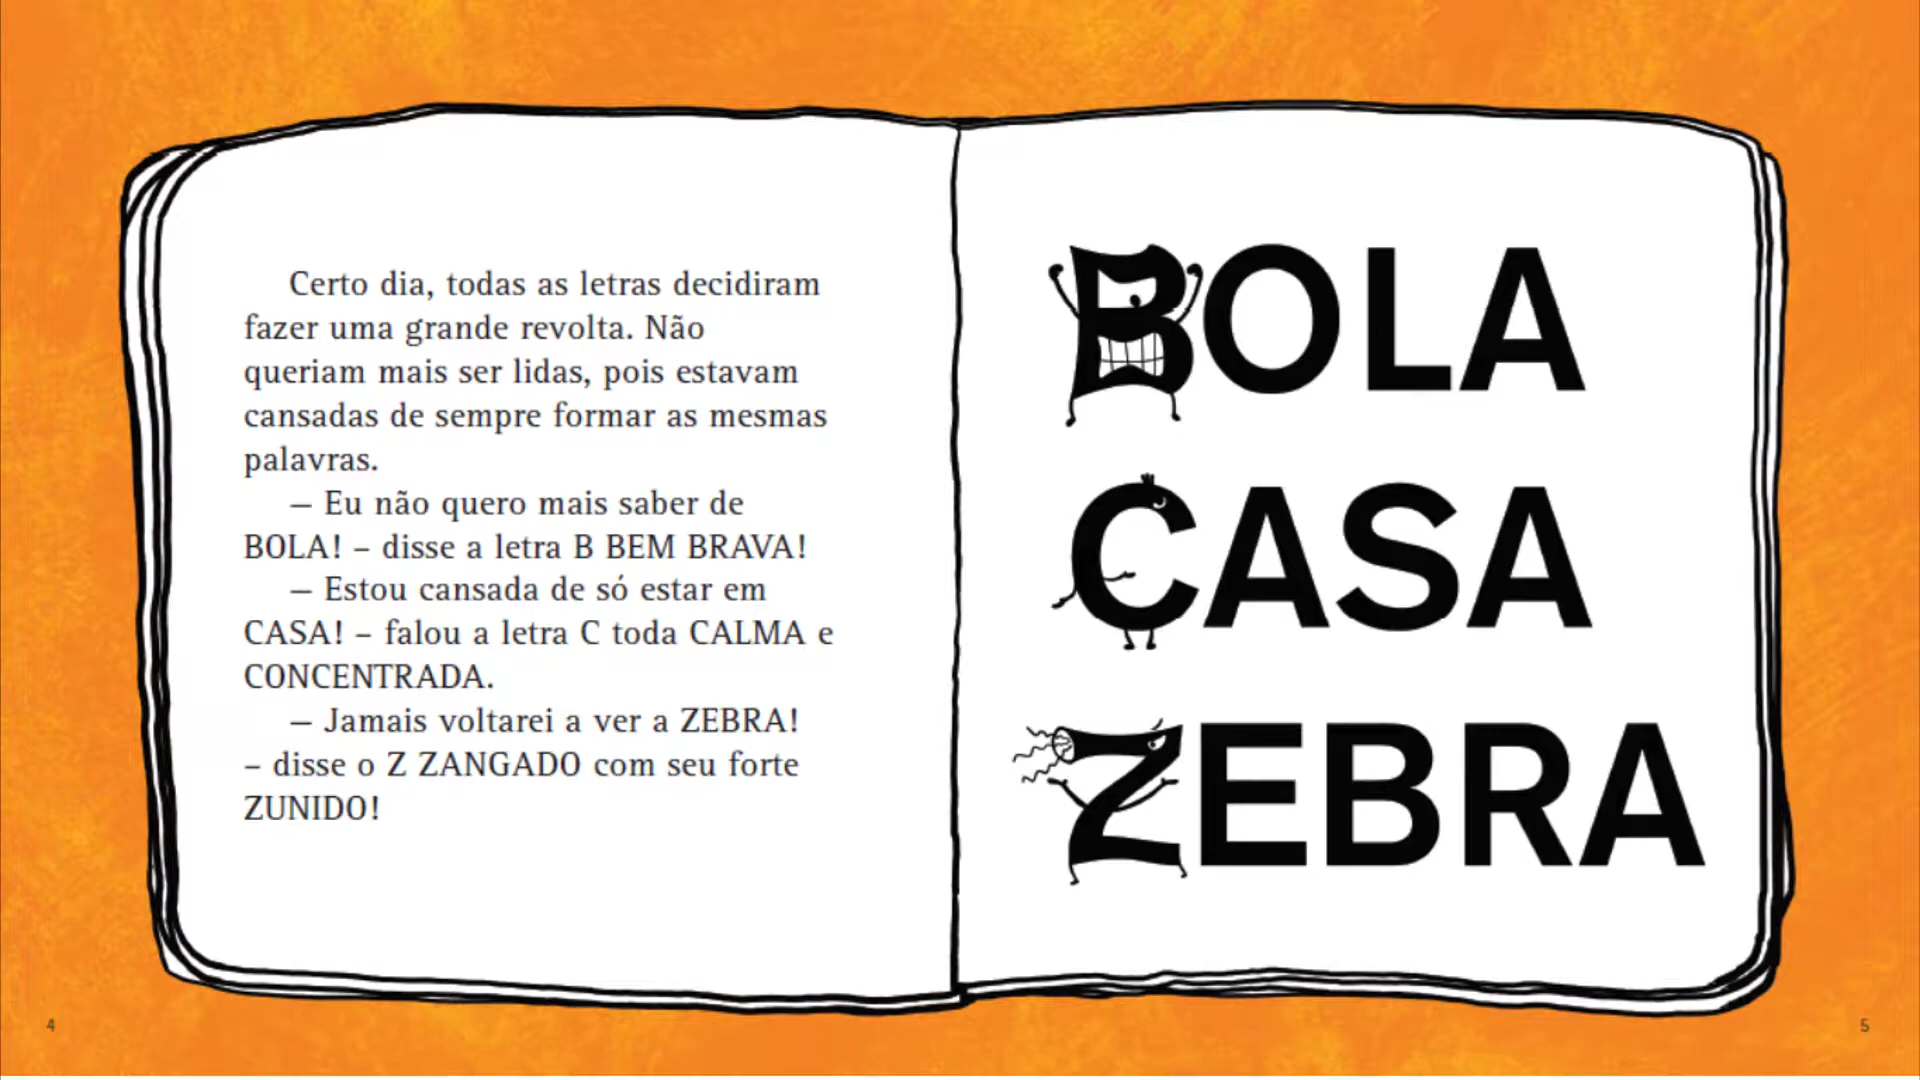 Certo dia, todas as letras decidiram
fazer uma grande revolta. Não
queriam mais ser lidas, pois estavam
cansadas de sempre formar as mesmas
palavras.
— Eu não quero mais saber de
BOLA! – disse a letra B BEM BRAVA!
— Estou cansada de só estar em
CASA! – falou a letra C toda CALMA e
CONCENTRADA.
— Jamais voltarei a ver a ZEBRA!
– disse o Z ZANGADO com seu forte
ZUNIDO!
4
BOLA
CASA
ZEBRA
5